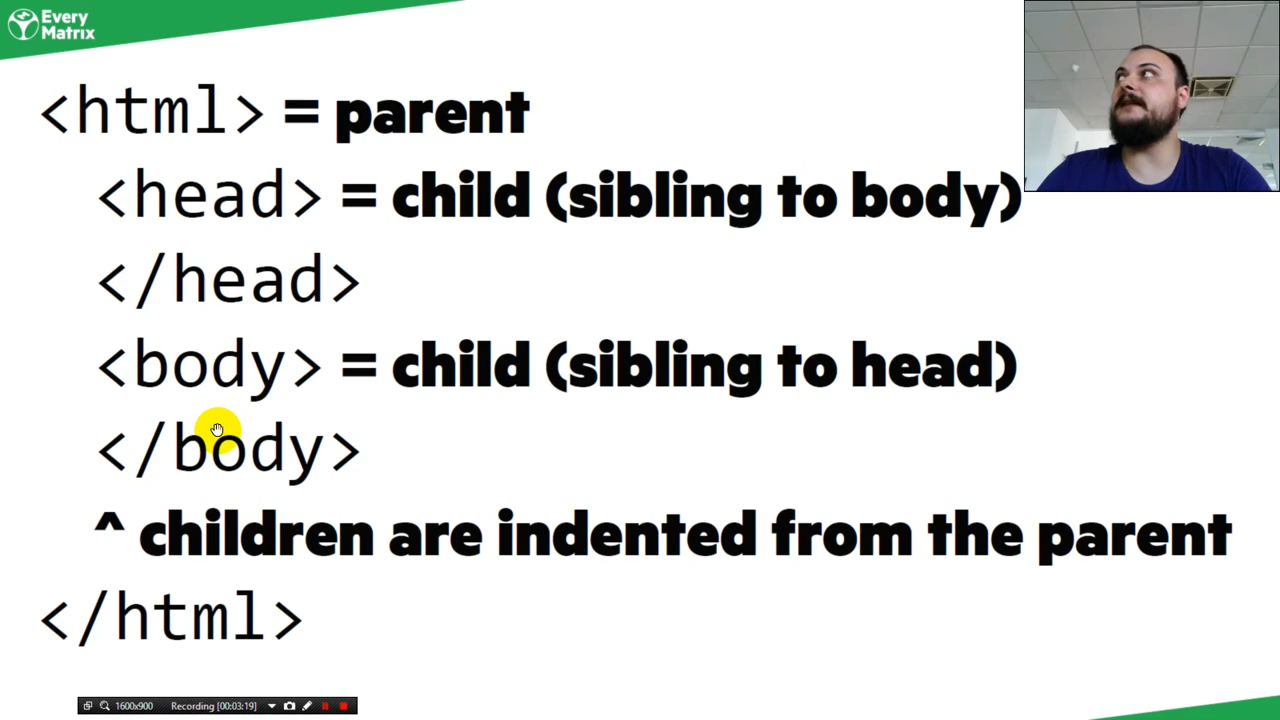 Every
Matrix
<html> = parent
<head> = child (sibling to body)
</head>
<body> = child (sibling to head)
</body>
^ children are indented from the parent
</html>
1600x900 Recording [00:03:19]